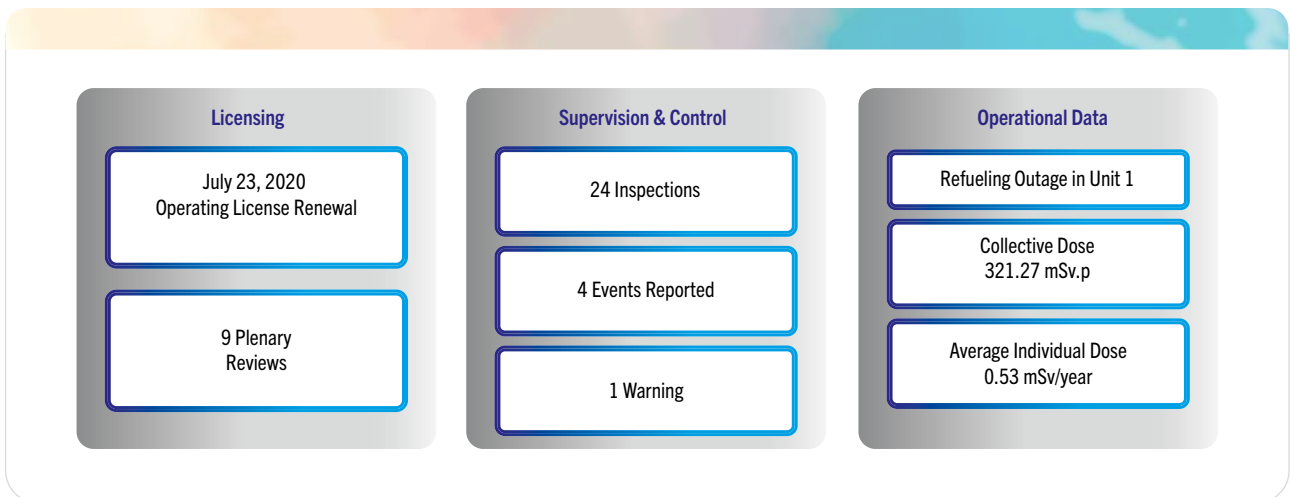 Licensing
July 23, 2020
Operating License Renewal
9 Plenary
Reviews
Supervision & Control
24 Inspections
4 Events Reported
1 Warning
Operational Data
Refueling Outage in Unit 1
Collective Dose
321.27 mSv.p
Average Individual Dose
0.53 mSv/year